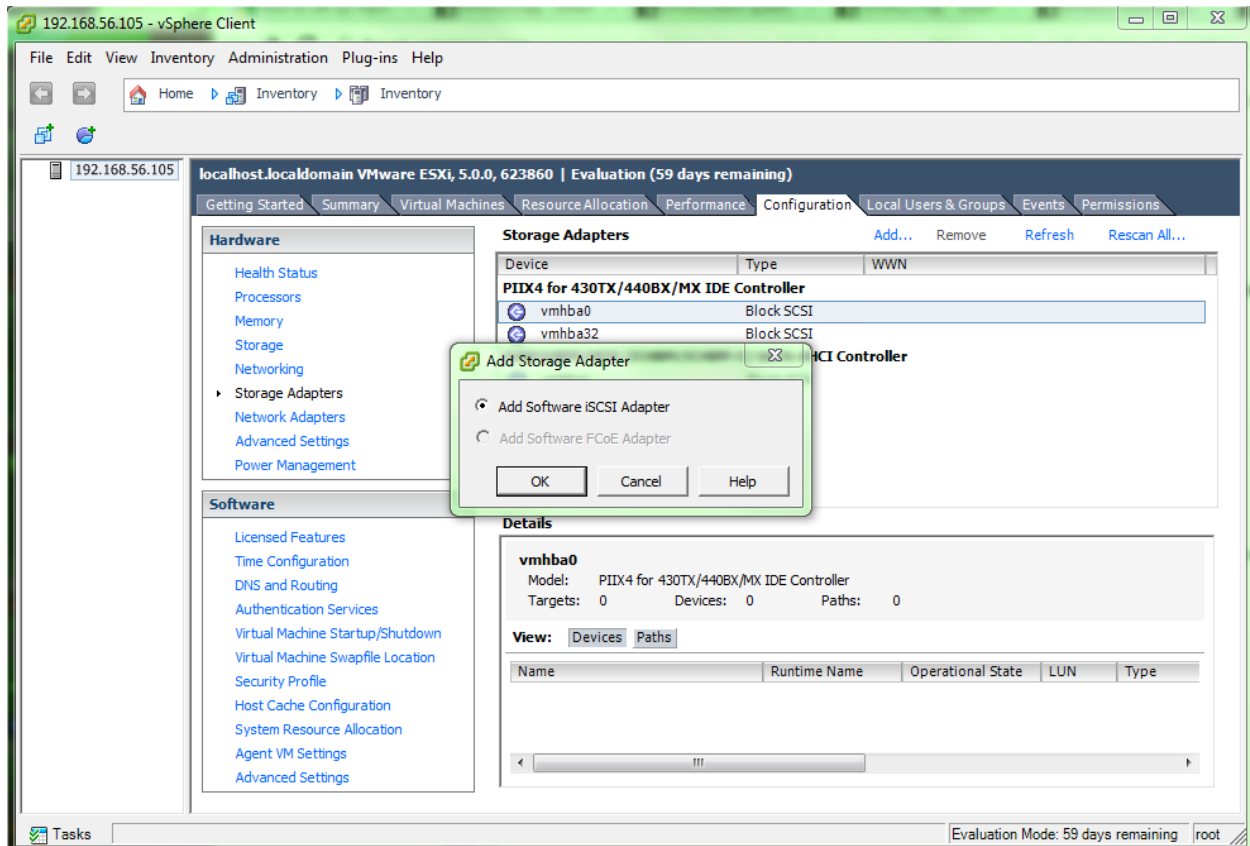 192.168.56.105 - vSphere Client
File Edit View Inventory Administration Plug-ins Help
Home Inventory Inventory
192.168.56.105
localhost.localdomain VMware ESXi, 5.0.0, 623860 | Evaluation (59 days remaining)
Getting Started Summary Virtual Machines Resource Allocation Performance Configuration Local Users & Groups Events Permissions
Hardware
Health Status
Processors
Memory
Storage
Networking
Storage Adapters
Network Adapters
Advanced Settings
Power Management
Software
Licensed Features
Time Configuration
DNS and Routing
Authentication Services
Virtual Machine Startup/Shutdown
Virtual Machine Swapfile Location
Security Profile
Host Cache Configuration
System Resource Allocation
Agent VM Settings
Advanced Settings
Storage Adapters Add... Remove Refresh Rescan All...
Device Type WWN
PIIX4 for 430TX/440BX/MX IDE Controller
vmhba0 Block SCSI
vmhba32 Block SCSI
HCI Controller
Add Storage Adapter
Add Software iSCSI Adapter
Add Software FCoE Adapter
OK Cancel Help
Details
vmhba0
Model: PIIX4 for 430TX/440BX/MX IDE Controller
Targets: 0 Devices: 0 Paths: 0
View: Devices Paths
Name Runtime Name Operational State LUN Type
Tasks Evaluation Mode: 59 days remaining root